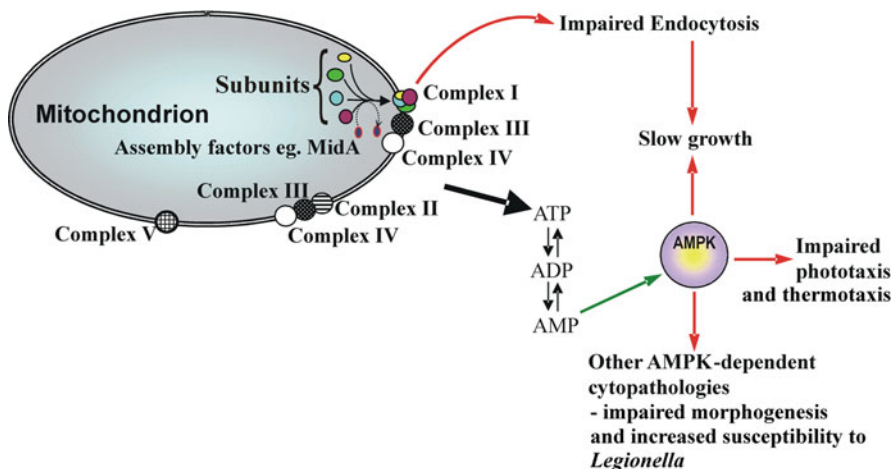 Impaired Endocytosis
Subunits
Complex I
Mitochondrion
Complex III
Slow growth
Assembly factors eg. MidA
Complex IV
Complex III
Complex II
ATP
Complex V
Complex IV
AMPK
Impaired
phototaxis
and thermotaxis
ADP
AMP
Other AMPK-dependent
cytopathologies
- impaired morphogenesis
and increased susceptibility to
Legionella